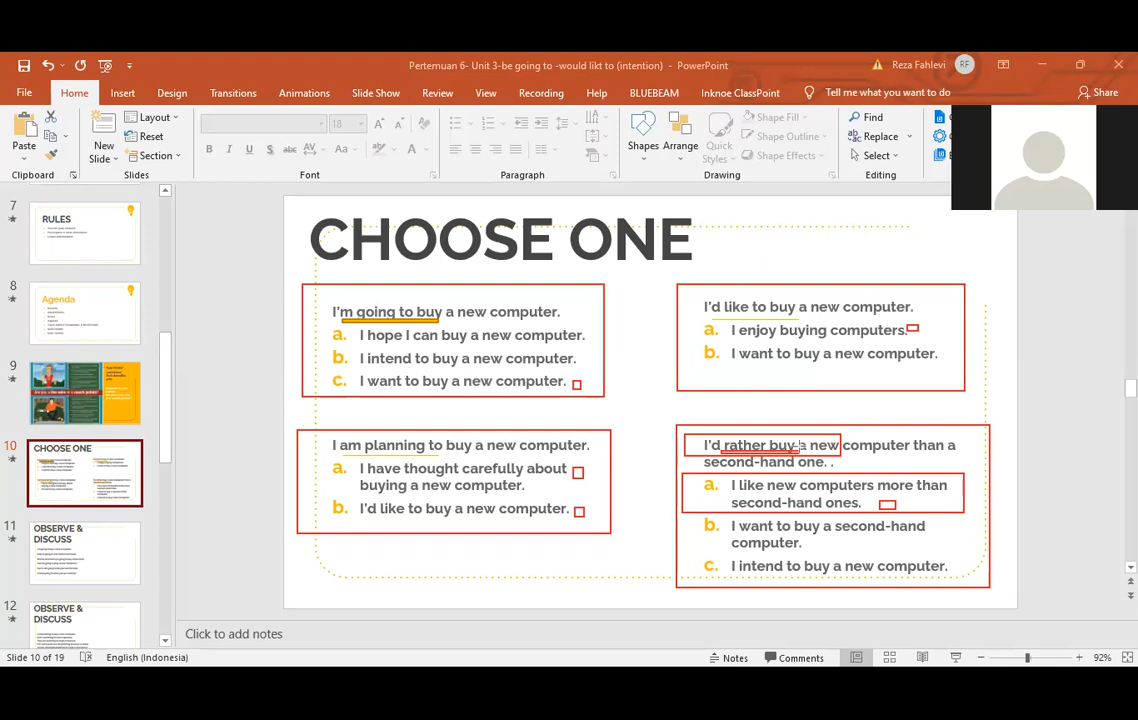 Pertemuan 6- Unit 3-be going to -would likt to (intention) - PowerPoint
Reza Fahlevi RF
File Home Insert Design Transitions Animations Slide Show Review View Recording Help BLUEBEAM Inknoe ClassPoint Tell me what you want to do Share
Paste
Clipboard
New
Slide
Layout
Reset
Section
Slides
18
B I U S abc AV Aa A
Font
Paragraph
Shapes
Arrange
Quick
Styles
Shape Fill
Shape Outline
Shape Effects
Drawing
Find
Replace
Select
Editing
7
RULES
8
Agenda
9
10
CHOOSE ONE
11
OBSERVE &
DISCUSS
12
OBSERVE &
DISCUSS
CHOOSE ONE
I'm going to buy a new computer.
a. I hope I can buy a new computer.
b. I intend to buy a new computer.
c. I want to buy a new computer.
I'd like to buy a new computer.
a. I enjoy buying computers.
b. I want to buy a new computer.
I am planning to buy a new computer.
a. I have thought carefully about
buying a new computer.
b. I'd like to buy a new computer.
I'd rather buy a new computer than a
second-hand one. .
a. I like new computers more than
second-hand ones.
b. I want to buy a second-hand
computer.
c. I intend to buy a new computer.
Click to add notes
Slide 10 of 19 English (Indonesia) Notes Comments 92%